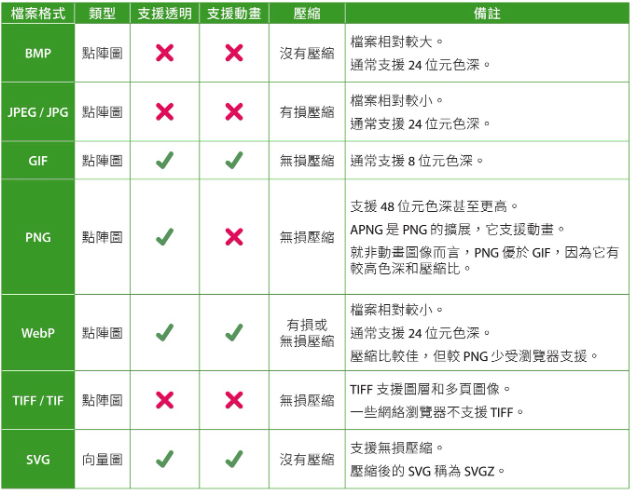 檔案格式 類型 支援透明 支援動畫 壓縮 備註
BMP 點陣圖 沒有壓縮 檔案相對較大。
通常支援 24 位元色深。
JPEG / JPG 點陣圖 有損壓縮 檔案相對較小。
通常支援 24 位元色深。
GIF 點陣圖 無損壓縮 通常支援 8 位元色深。
PNG 點陣圖 無損壓縮 支援 48 位元色深甚至更高。
APNG 是 PNG 的擴展，它支援動畫。
就非動畫圖像而言，PNG 優於 GIF，因為它有
較高色深和壓縮比。
WebP 點陣圖 有損或
無損壓縮 檔案相對較小。
通常支援 24 位元色深。
壓縮比較佳，但較 PNG 少受瀏覽器支援。
TIFF / TIF 點陣圖 無損壓縮 TIFF 支援圖層和多頁圖像。
一些網絡瀏覽器不支援 TIFF。
SVG 向量圖 沒有壓縮 支援無損壓縮。
壓縮後的 SVG 稱為 SVGZ。